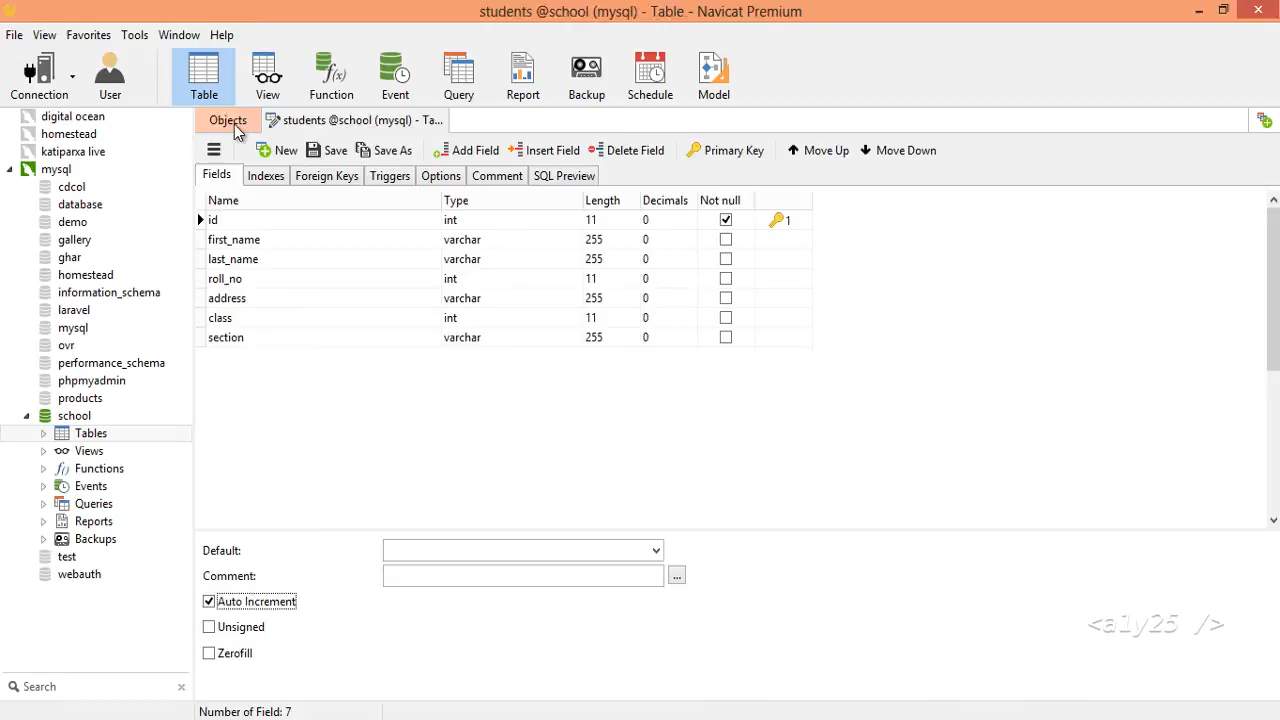 students @school (mysql) - Table - Navicat Premium
File View Favorites Tools Window Help
Connection User Table View Function Event Query Report Backup Schedule Model
f(x)
Objects students @school (mysql) - Ta...
New Save Save As Add Field Insert Field Delete Field Primary Key Move Up Move Down
Fields Indexes Foreign Keys Triggers Options Comment SQL Preview
Name Type Length Decimals Not null
id int 11 0 1
first_name varchar 255 0
last_name varchar 255 0
roll_no int 11 0
address varchar 255 0
class int 11 0
section varchar 255 0
digital ocean
homestead
katiparxa live
mysql
cdcol
database
demo
gallery
ghar
homestead
information_schema
laravel
mysql
ovr
performance_schema
phpmyadmin
products
school
Tables
Views
f() Functions
Events
Queries
Reports
Backups
test
webauth
Default:
Comment: ...
Auto Increment
Unsigned
Zerofill
<a1y25 />
Search
Number of Field: 7